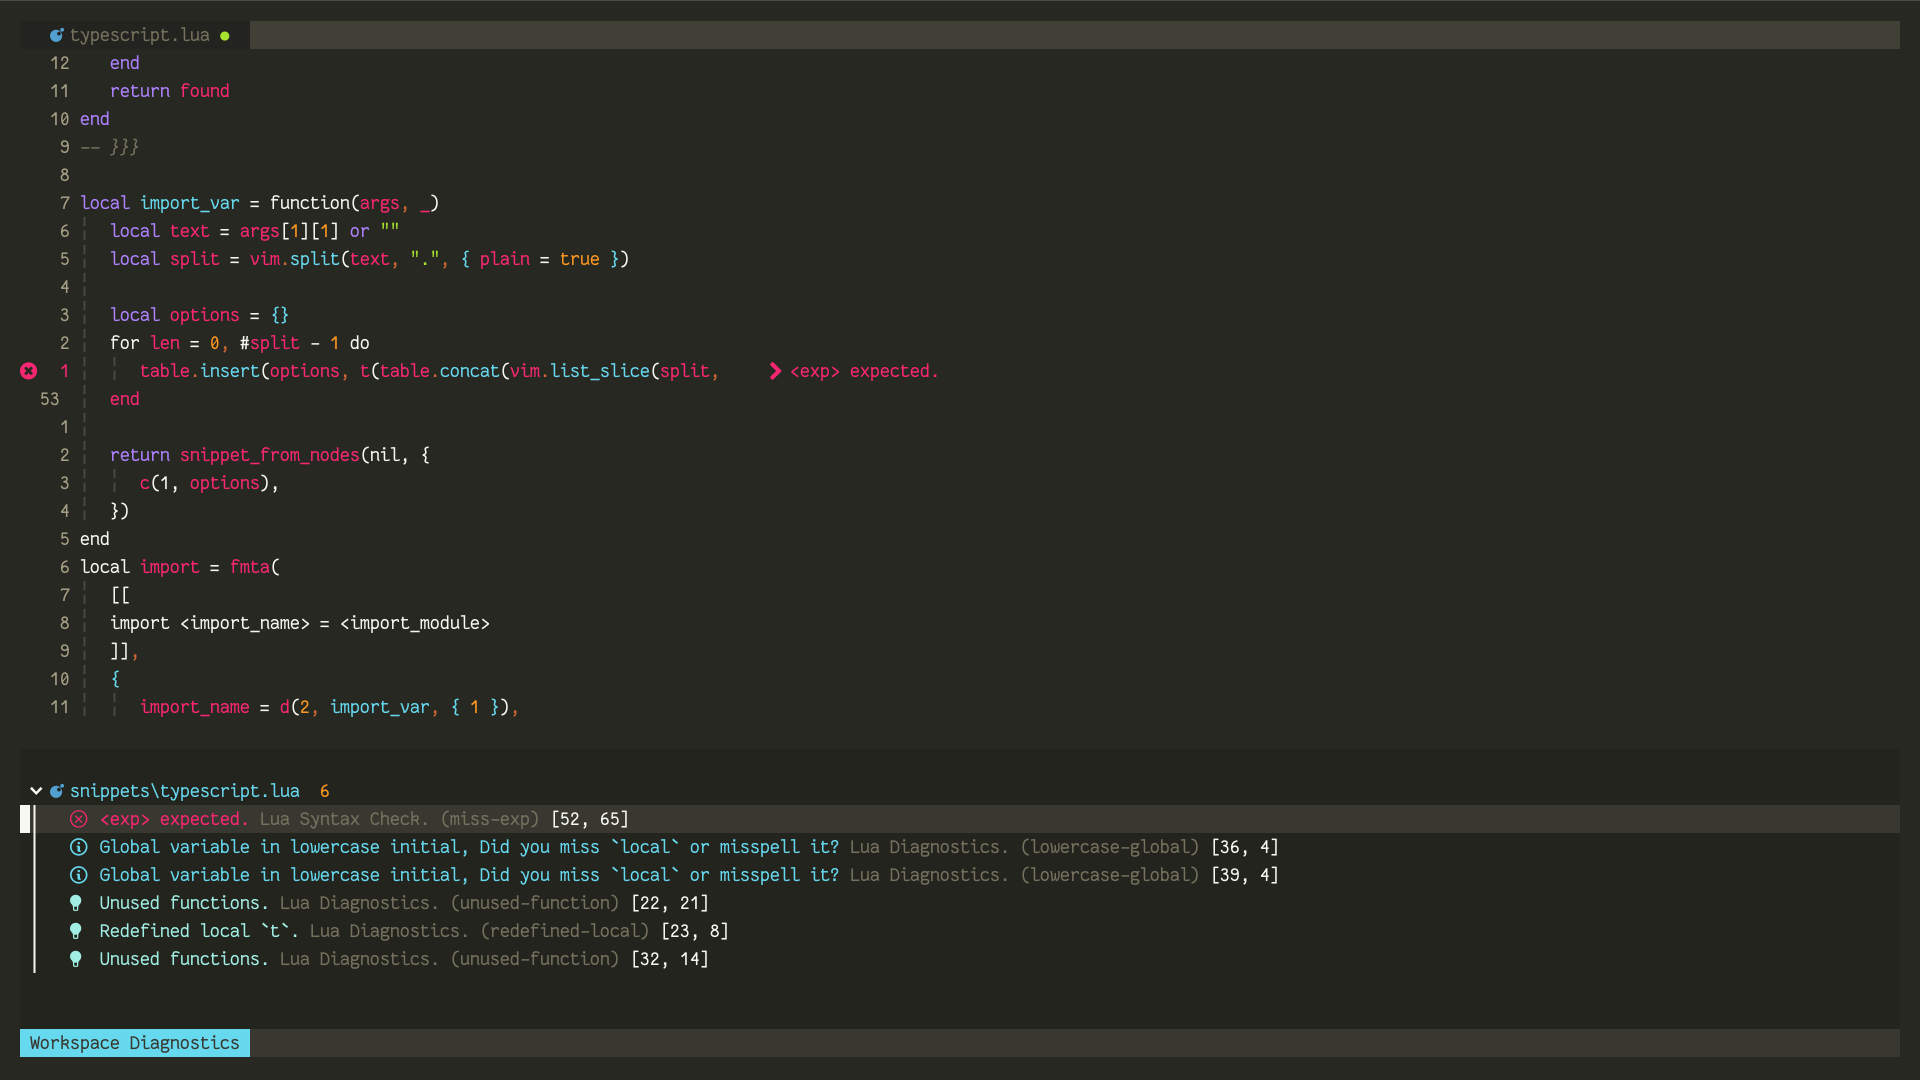 typescript.lua
12 end
11 return found
10 end
9 -- }}}
8
7 local import_var = function(args, _)
6 local text = args[1][1] or ""
5 local split = vim.split(text, ".", { plain = true })
4
3 local options = {}
2 for len = 0, #split - 1 do
1 table.insert(options, t(table.concat(vim.list_slice(split, <exp> expected.
53 end
1
2 return snippet_from_nodes(nil, {
3 c(1, options),
4 })
5 end
6 local import = fmta(
7 [[
8 import <import_name> = <import_module>
9 ]],
10 {
11 import_name = d(2, import_var, { 1 }),
snippets\typescript.lua 6
<exp> expected. Lua Syntax Check. (miss-exp) [52, 65]
Global variable in lowercase initial, Did you miss `local` or misspell it? Lua Diagnostics. (lowercase-global) [36, 4]
Global variable in lowercase initial, Did you miss `local` or misspell it? Lua Diagnostics. (lowercase-global) [39, 4]
Unused functions. Lua Diagnostics. (unused-function) [22, 21]
Redefined local `t`. Lua Diagnostics. (redefined-local) [23, 8]
Unused functions. Lua Diagnostics. (unused-function) [32, 14]
Workspace Diagnostics